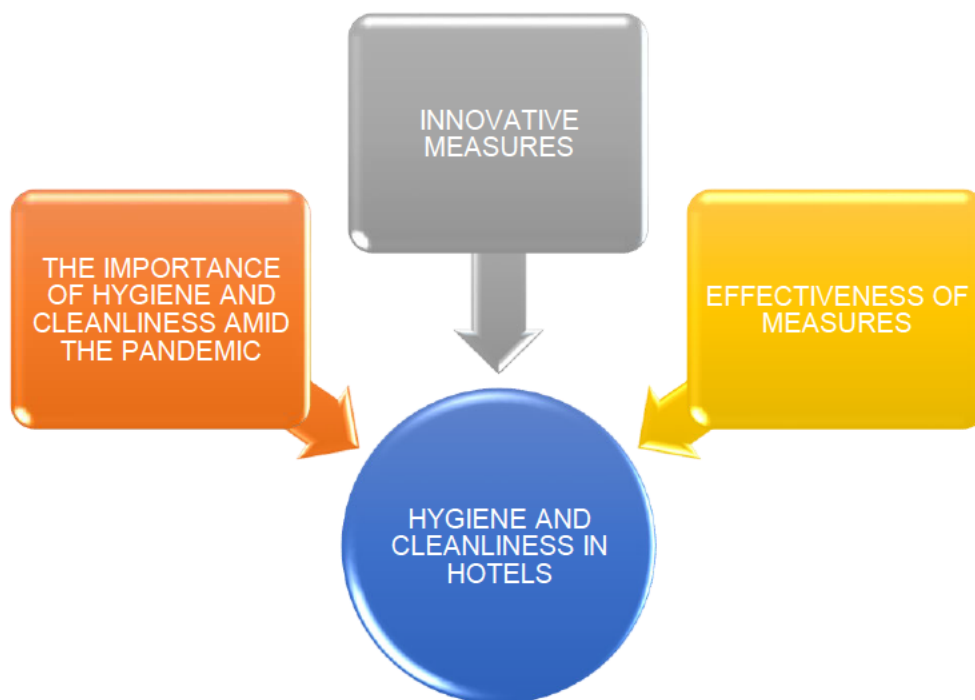 INNOVATIVE
MEASURES
THE IMPORTANCE
OF HYGIENE AND
CLEANLINESS AMID
THE PANDEMIC
EFFECTIVENESS OF
MEASURES
HYGIENE AND
CLEANLINESS IN
HOTELS